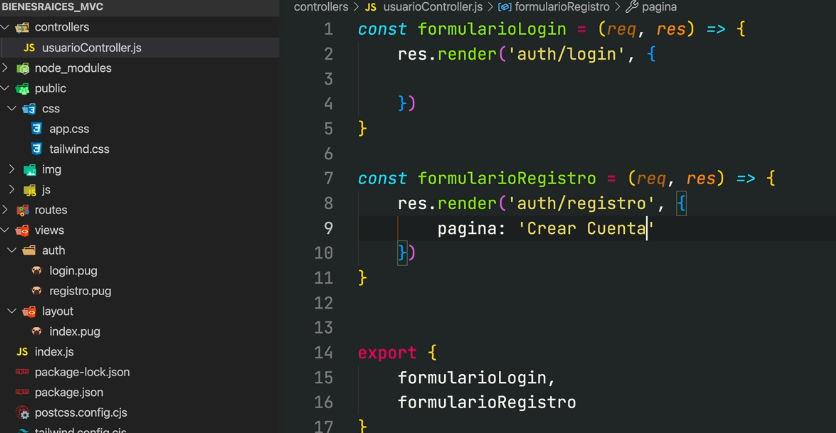 BIENESRAICES_MVC
controllers
JS usuarioController.js
node_modules
public
css
app.css
tailwind.css
img
js
routes
views
auth
login.pug
registro.pug
layout
index.pug
JS index.js
package-lock.json
package.json
postcss.config.cjs
tailwind.config.cjs
controllers > JS usuarioController.js > formularioRegistro > pagina
1 const formularioLogin = (req, res) => {
2 res.render('auth/login', {
3
4 })
5 }
6
7 const formularioRegistro = (req, res) => {
8 res.render('auth/registro', {
9 pagina: 'Crear Cuenta'
10 })
11 }
12
13
14 export {
15 formularioLogin,
16 formularioRegistro
17 }